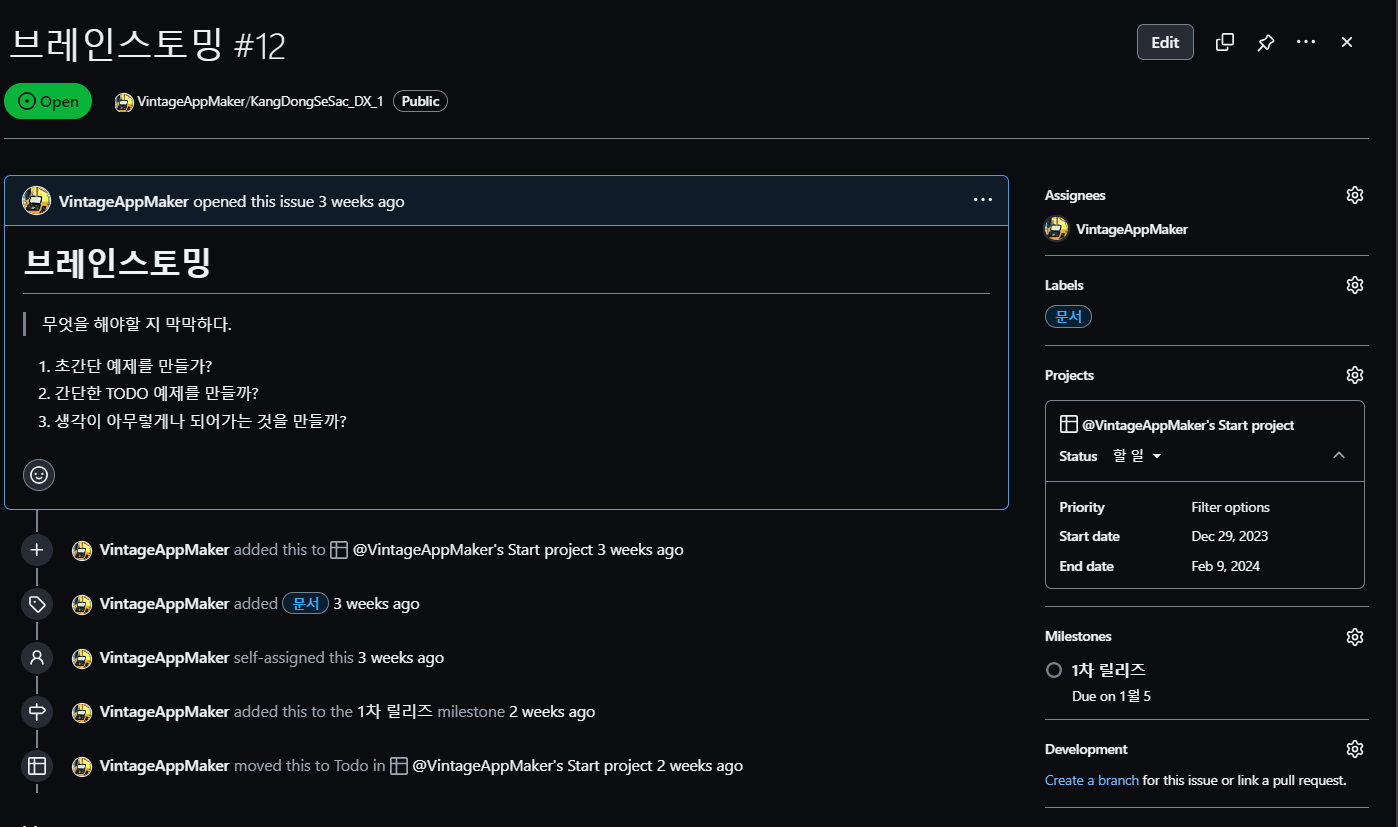 브레인스토밍 #12
Edit
Open
VintageAppMaker/KangDongSeSac_DX_1
Public
VintageAppMaker opened this issue 3 weeks ago
브레인스토밍
무엇을 해야할 지 막막하다.
1. 초간단 예제를 만들가?
2. 간단한 TODO 예제를 만들까?
3. 생각이 아무렇게나 되어가는 것을 만들까?
VintageAppMaker added this to @VintageAppMaker's Start project 3 weeks ago
VintageAppMaker added 문서 3 weeks ago
VintageAppMaker self-assigned this 3 weeks ago
VintageAppMaker added this to the 1차 릴리즈 milestone 2 weeks ago
VintageAppMaker moved this to Todo in @VintageAppMaker's Start project 2 weeks ago
Assignees
VintageAppMaker
Labels
문서
Projects
@VintageAppMaker's Start project
Status 할 일
Priority Filter options
Start date Dec 29, 2023
End date Feb 9, 2024
Milestones
1차 릴리즈
Due on 1월 5
Development
Create a branch for this issue or link a pull request.